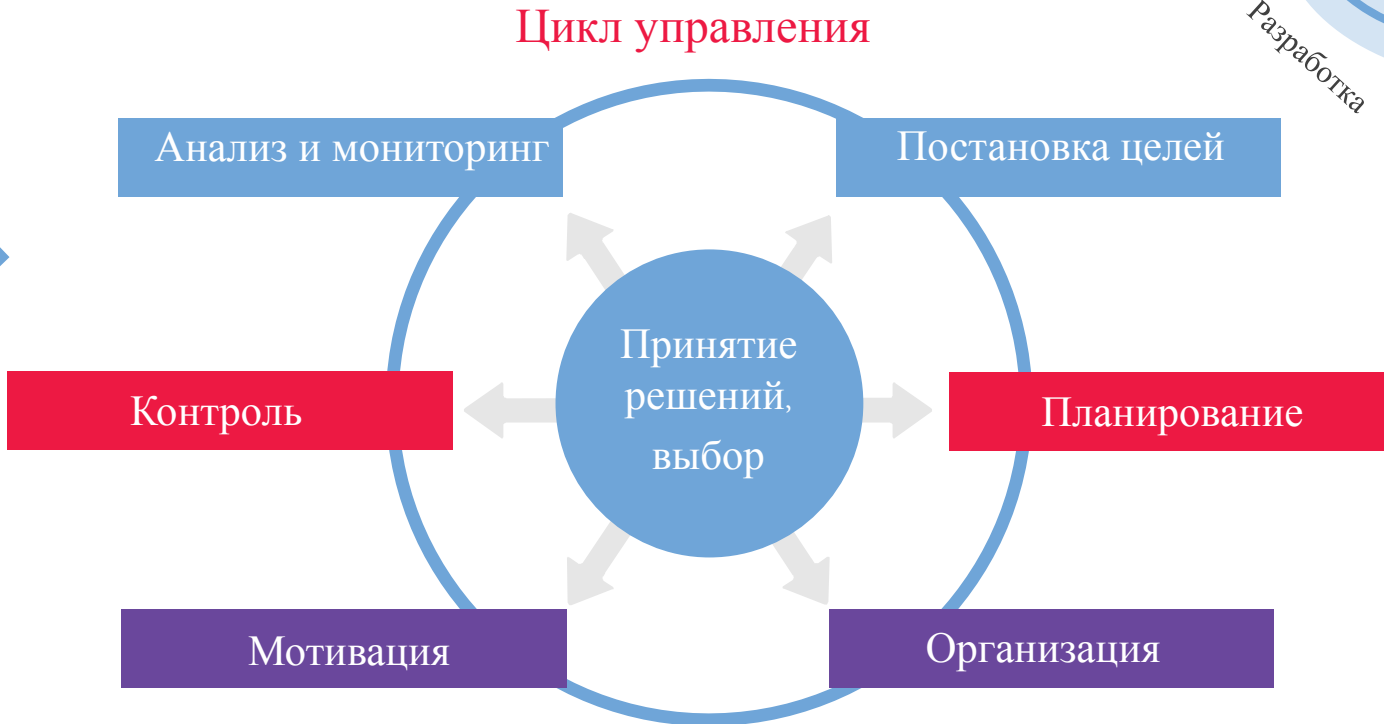 Цикл управления
Разработка
Анализ и мониторинг
Постановка целей
Принятие
решений,
выбор
Контроль
Планирование
Мотивация
Организация